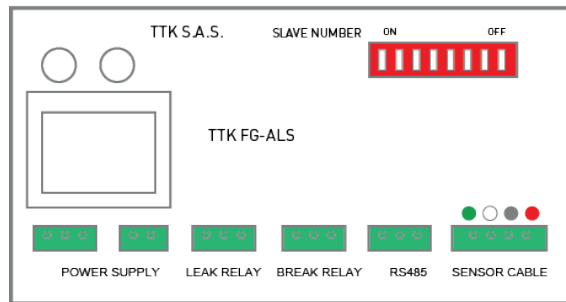 TTK S.A.S.
SLAVE NUMBER
ON
OFF
TTK FG-ALS
POWER SUPPLY
LEAK RELAY
BREAK RELAY
RS485
SENSOR CABLE